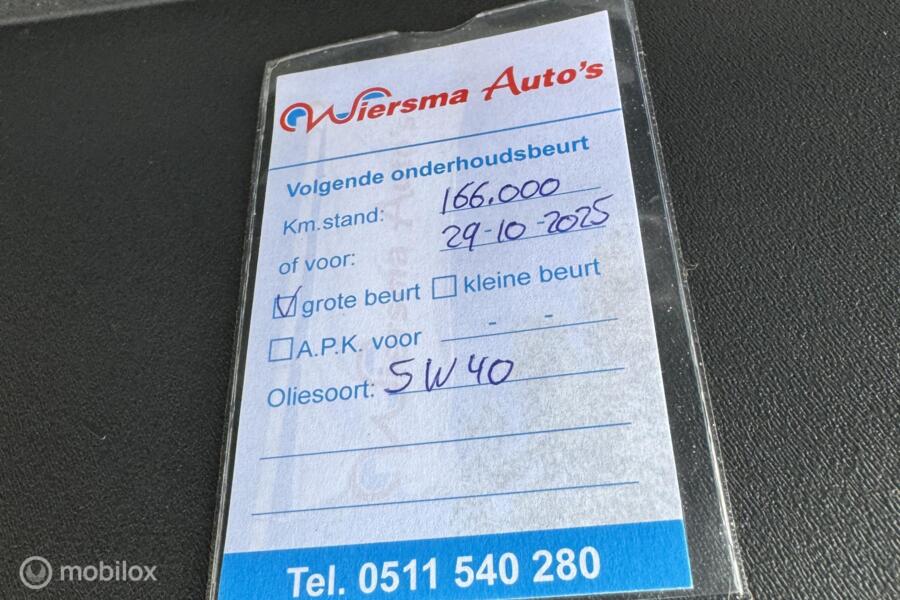 Wiersma Auto's
Volgende onderhoudsbeurt
Km.stand: 166.000
of voor: 29-10-2025
grote beurt kleine beurt
A.P.K. voor - -
Oliesoort: 5W40
Tel. 0511 540 280
mobilox